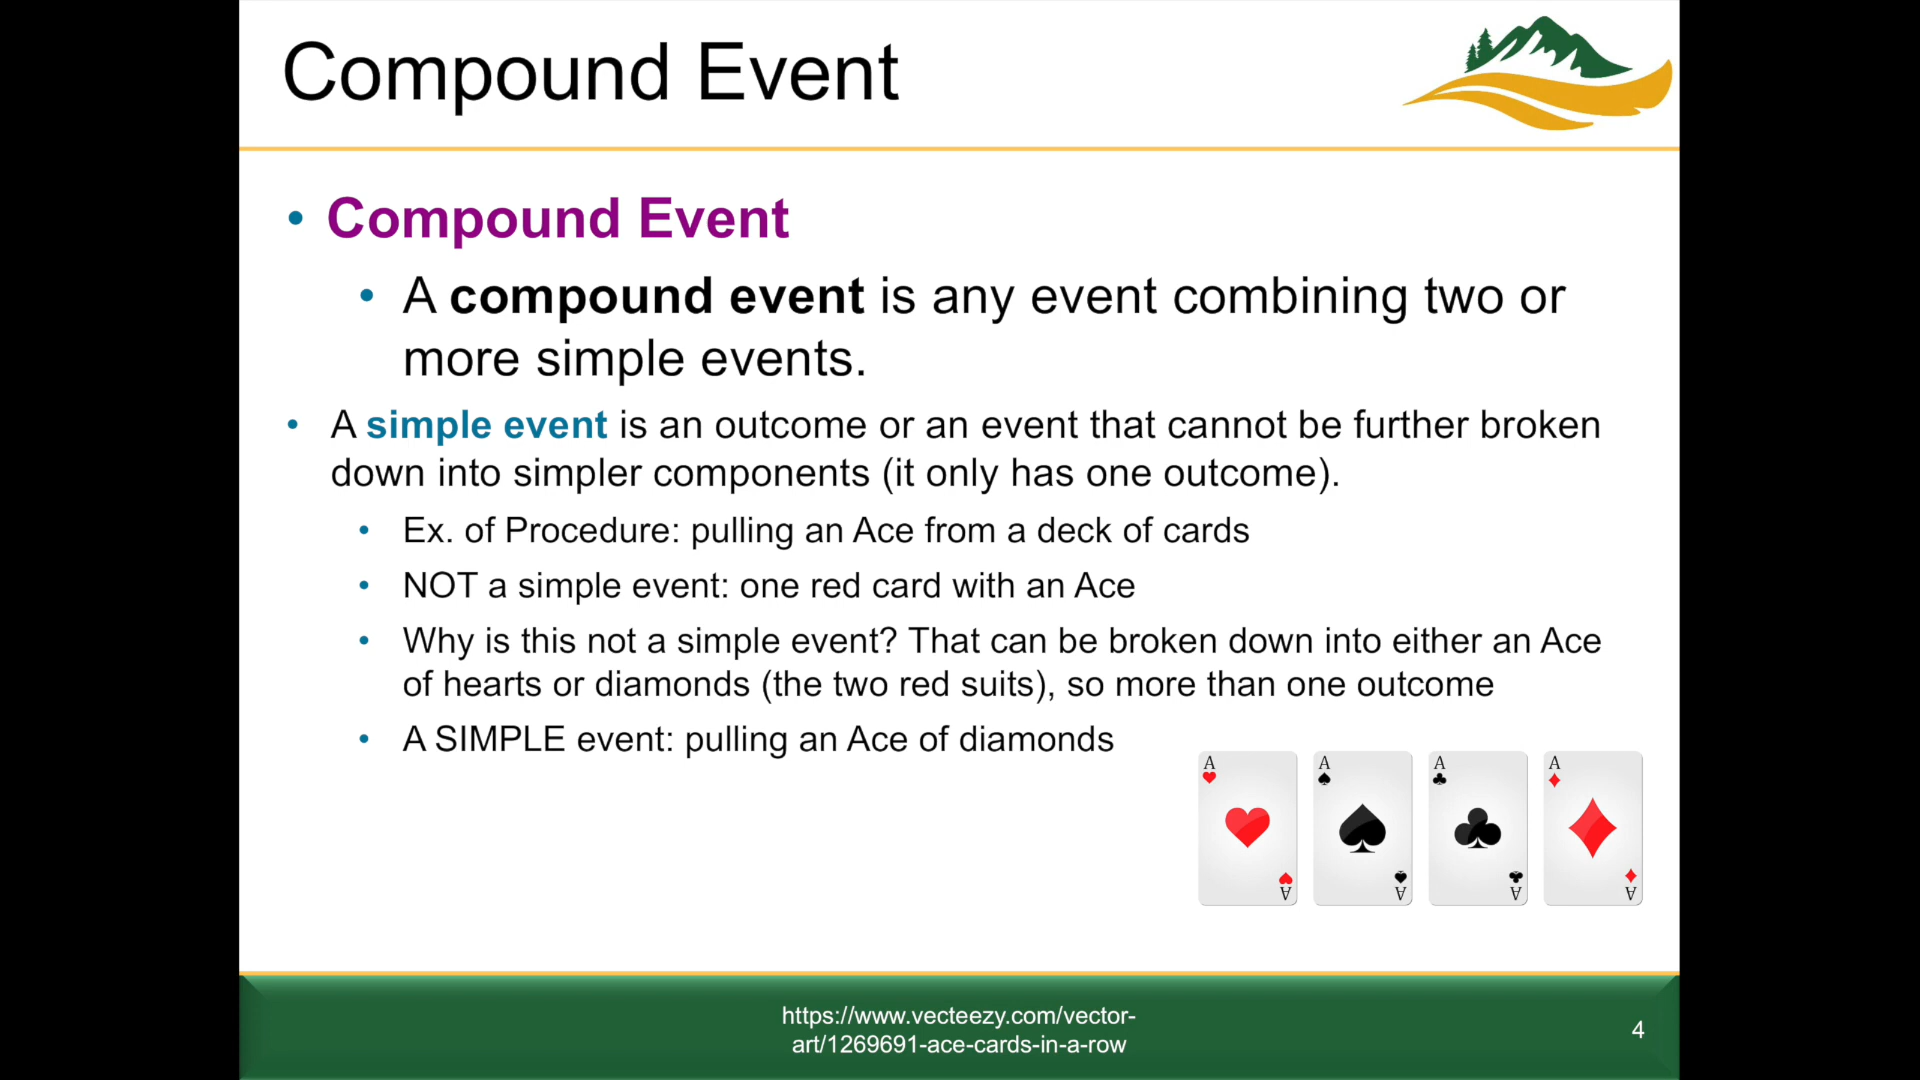 Compound Event
• Compound Event
• A compound event is any event combining two or
more simple events.
• A simple event is an outcome or an event that cannot be further broken
down into simpler components (it only has one outcome).
• Ex. of Procedure: pulling an Ace from a deck of cards
• NOT a simple event: one red card with an Ace
• Why is this not a simple event? That can be broken down into either an Ace
of hearts or diamonds (the two red suits), so more than one outcome
• A SIMPLE event: pulling an Ace of diamonds
A A A A
A A A A
https://www.vecteezy.com/vector-
art/1269691-ace-cards-in-a-row
4